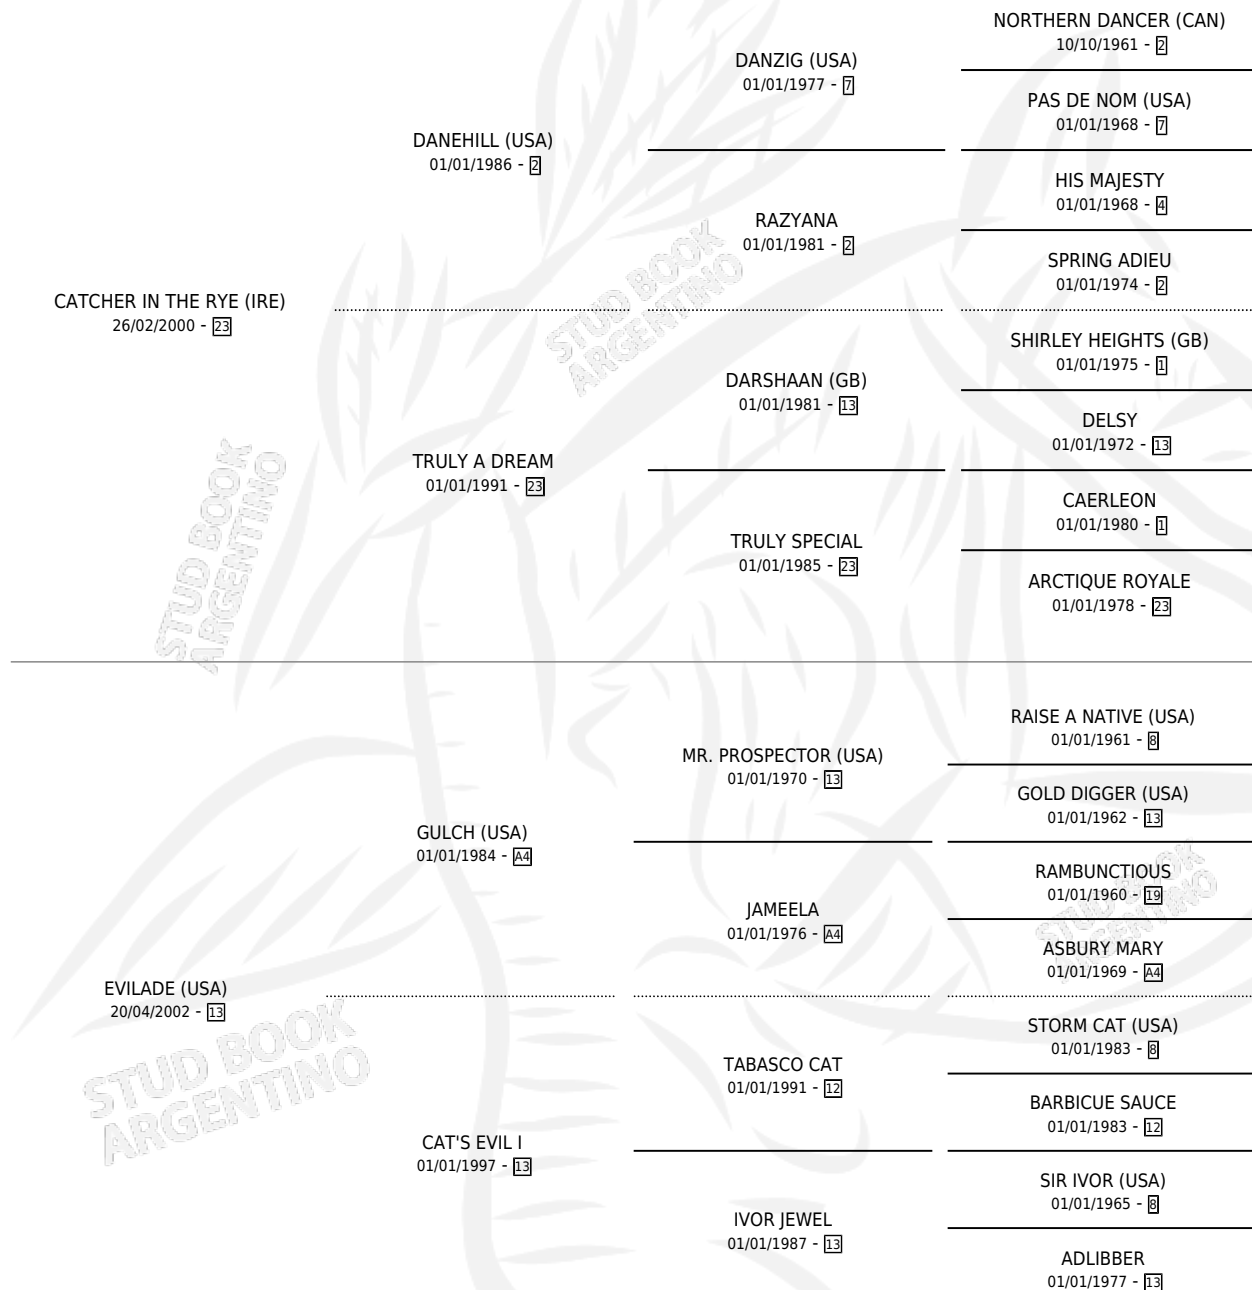 NORTHERN DANCER (CAN)
10/10/1961 - 2
DANZIG (USA)
01/01/1977 - 7
PAS DE NOM (USA)
01/01/1968 - 7
DANEHILL (USA)
01/01/1986 - 2
HIS MAJESTY
01/01/1968 - 4
RAZYANA
01/01/1981 - 2
SPRING ADIEU
01/01/1974 - 2
CATCHER IN THE RYE (IRE)
26/02/2000 - 23
SHIRLEY HEIGHTS (GB)
01/01/1975 - 1
DARSHAAN (GB)
01/01/1981 - 13
DELSY
01/01/1972 - 13
TRULY A DREAM
01/01/1991 - 23
CAERLEON
01/01/1980 - 1
TRULY SPECIAL
01/01/1985 - 23
ARCTIQUE ROYALE
01/01/1978 - 23
STUD BOOK
ARGENTINO
STUD BOOK
ARGENTINO
RAISE A NATIVE (USA)
01/01/1961 - 8
MR. PROSPECTOR (USA)
01/01/1970 - 13
GOLD DIGGER (USA)
01/01/1962 - 13
GULCH (USA)
01/01/1984 - A4
RAMBUNCTIOUS
01/01/1960 - 19
JAMEELA
01/01/1976 - A4
ASBURY MARY
01/01/1969 - A4
STUD BOOK
ARGENTINO
EVILADE (USA)
20/04/2002 - 13
STORM CAT (USA)
01/01/1983 - 8
TABASCO CAT
01/01/1991 - 12
BARBICUE SAUCE
01/01/1983 - 12
STUD BOOK
ARGENTINO
CAT'S EVIL I
01/01/1997 - 13
SIR IVOR (USA)
01/01/1965 - 8
IVOR JEWEL
01/01/1987 - 13
ADLIBBER
01/01/1977 - 13